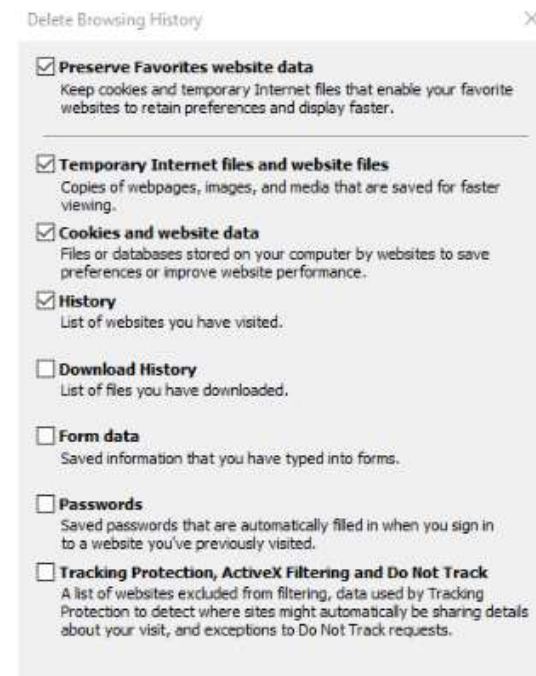 Delete Browsing History
Preserve Favorites website data
Keep cookies and temporary Internet files that enable your favorite
websites to retain preferences and display faster.
Temporary Internet files and website files
Copies of webpages, images, and media that are saved for faster
viewing.
Cookies and website data
Files or databases stored on your computer by websites to save
preferences or improve website performance.
History
List of websites you have visited.
Download History
List of files you have downloaded.
Form data
Saved information that you have typed into forms.
Passwords
Saved passwords that are automatically filled in when you sign in
to a website you've previously visited.
Tracking Protection, ActiveX Filtering and Do Not Track
A list of websites excluded from filtering, data used by Tracking
Protection to detect where sites might automatically be sharing details
about your visit, and exceptions to Do Not Track requests.